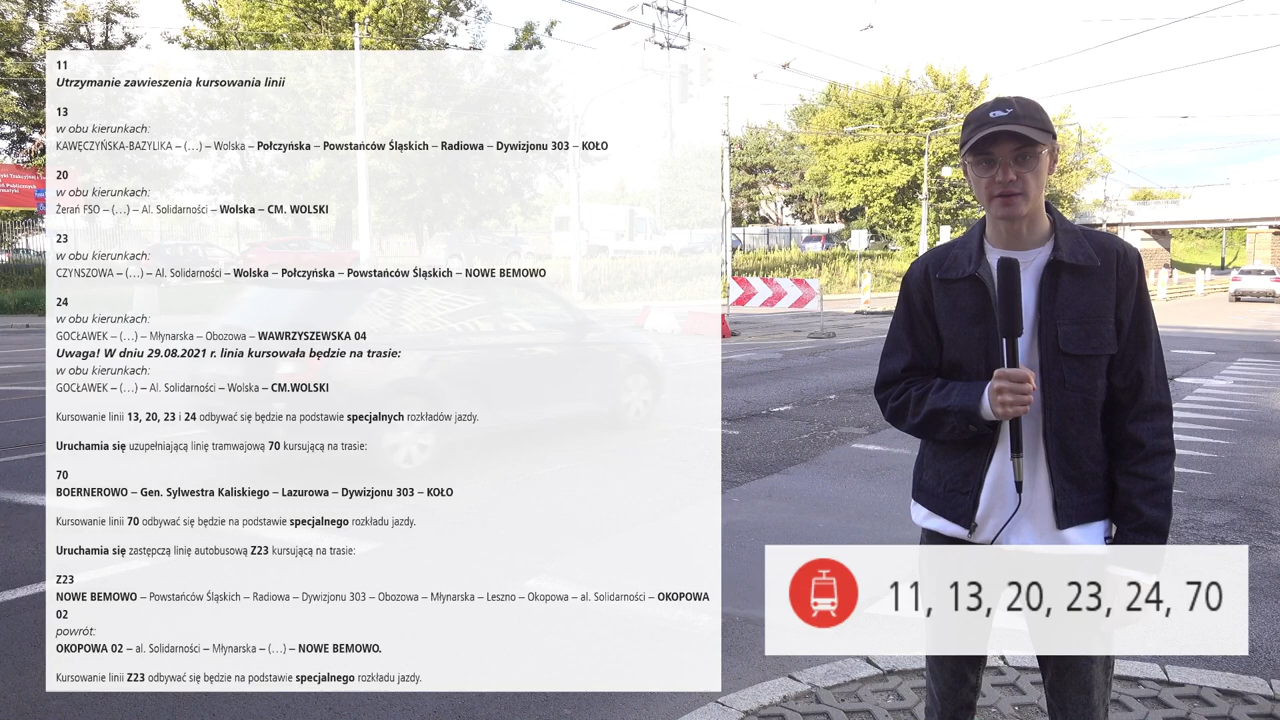 11
Utrzymanie zawieszenia kursowania linii
13
w obu kierunkach:
KAWĘCZYŃSKA-BAZYLIKA – (…) – Wolska – Połczyńska – Powstańców Śląskich – Radiowa – Dywizjonu 303 – KOŁO
20
w obu kierunkach:
Żerań FSO – (…) – Al. Solidarności – Wolska – CM. WOLSKI
23
w obu kierunkach:
CZYNSZOWA – (…) – Al. Solidarności – Wolska – Połczyńska – Powstańców Śląskich – NOWE BEMOWO
24
w obu kierunkach:
GOCŁAWEK – (…) – Młynarska – Obozowa – WAWRZYSZEWSKA 04
Uwaga! W dniu 29.08.2021 r. linia kursowała będzie na trasie:
w obu kierunkach:
GOCŁAWEK – (…) – Al. Solidarności – Wolska – CM.WOLSKI
Kursowanie linii 13, 20, 23 i 24 odbywać się będzie na podstawie specjalnych rozkładów jazdy.
Uruchamia się uzupełniającą linię tramwajową 70 kursującą na trasie:
70
BOERNEROWO – Gen. Sylwestra Kaliskiego – Lazurowa – Dywizjonu 303 – KOŁO
Kursowanie linii 70 odbywać się będzie na podstawie specjalnego rozkładu jazdy.
Uruchamia się zastępczą linię autobusową Z23 kursującą na trasie:
Z23
NOWE BEMOWO – Powstańców Śląskich – Radiowa – Dywizjonu 303 – Obozowa – Młynarska – Leszno – Okopowa – al. Solidarności – OKOPOWA
02
powrót:
OKOPOWA 02 – al. Solidarności – Młynarska – (…) – NOWE BEMOWO.
Kursowanie linii Z23 odbywać się będzie na podstawie specjalnego rozkładu jazdy.
11, 13, 20, 23, 24, 70